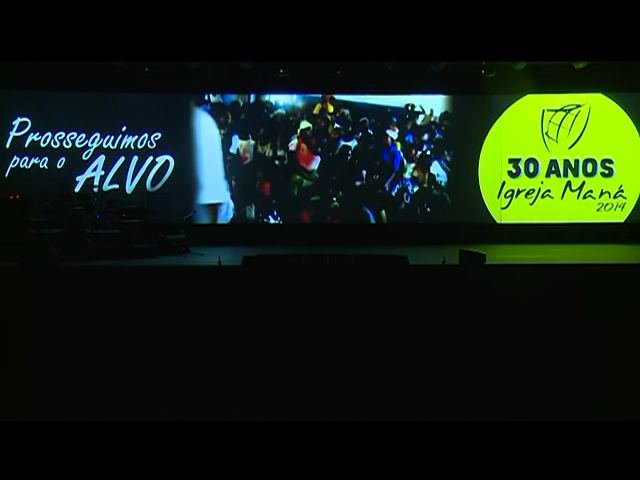 Prosseguimos
para o ALVO
30 ANOS
Igreja Maná
2014